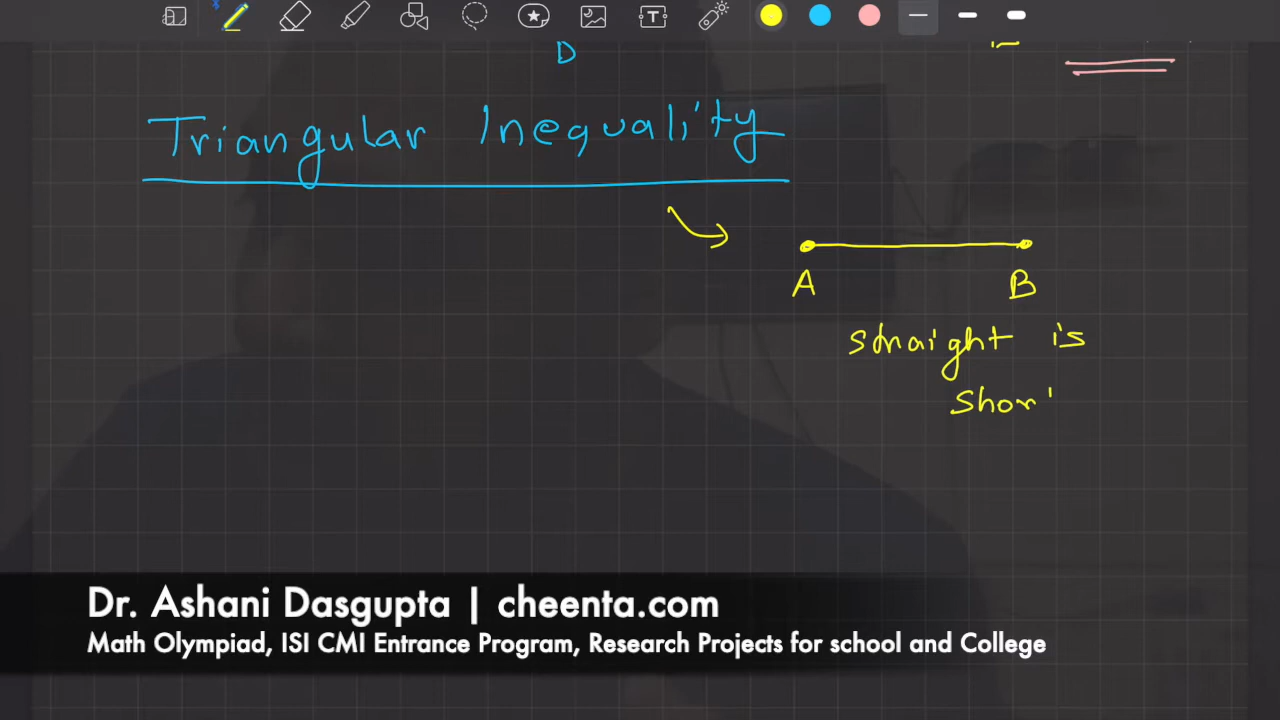 D
Triangular Inequality
A B
straight is
Shor
Dr. Ashani Dasgupta | cheenta.com
Math Olympiad, ISI CMI Entrance Program, Research Projects for school and College